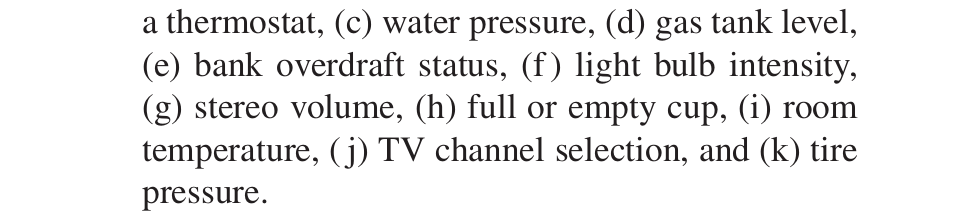 a thermostat, (c) water pressure, (d) gas tank level,
(e) bank overdraft status, (f) light bulb intensity,
(g) stereo volume, (h) full or empty cup, (i) room
temperature, (j) TV channel selection, and (k) tire
pressure.